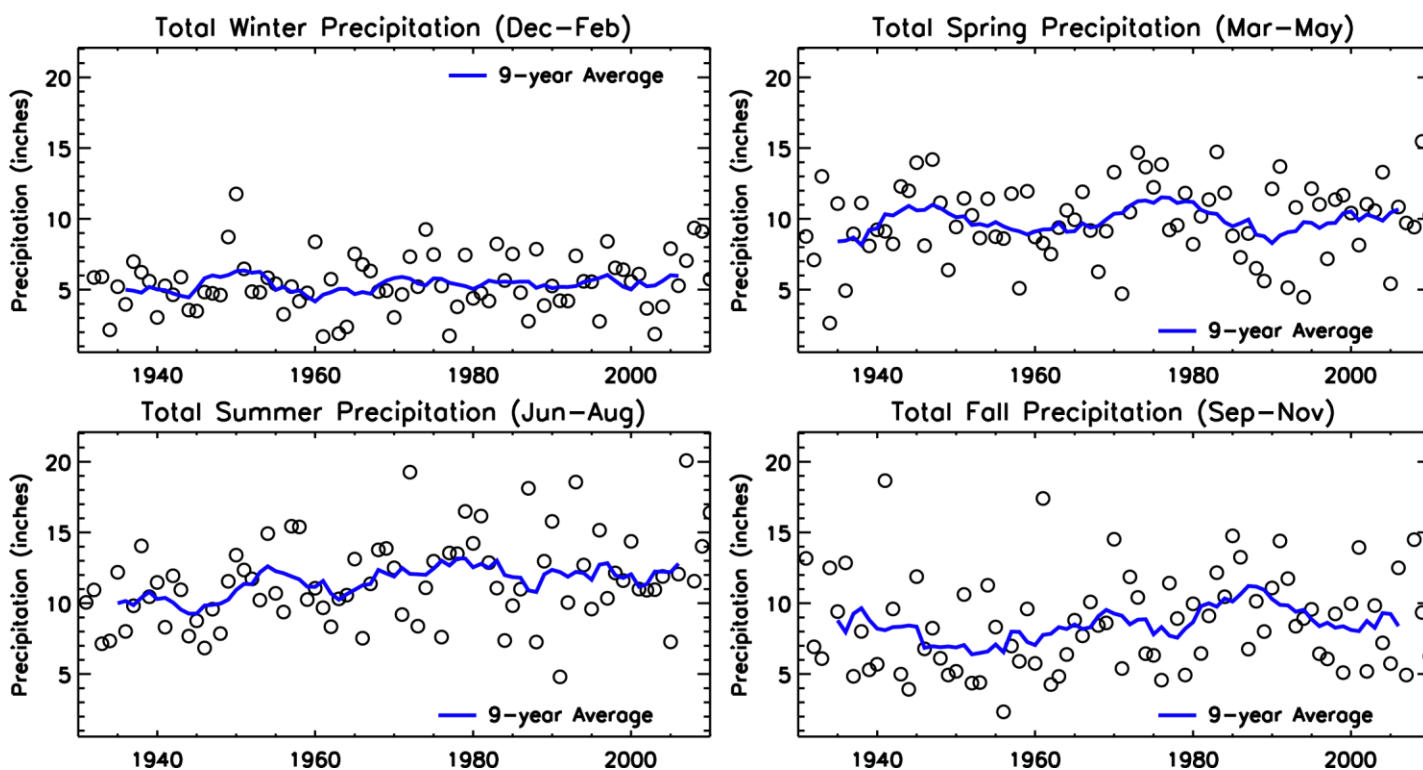 Total Winter Precipitation (Dec-Feb)
Precipitation (inches)
20
15
10
5
9-year Average
1940
1960
1980
2000
Total Spring Precipitation (Mar-May)
Precipitation (inches)
20
15
10
5
9-year Average
1940
1960
1980
2000
Total Summer Precipitation (Jun-Aug)
Precipitation (inches)
20
15
10
5
9-year Average
1940
1960
1980
2000
Total Fall Precipitation (Sep-Nov)
Precipitation (inches)
20
15
10
5
9-year Average
1940
1960
1980
2000